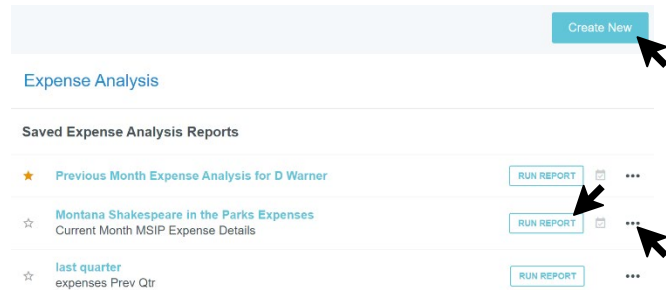 Create New
Expense Analysis
Saved Expense Analysis Reports
Previous Month Expense Analysis for D Warner
RUN REPORT
Montana Shakespeare in the Parks Expenses
Current Month MSIP Expense Details
RUN REPORT
last quarter
expenses Prev Qtr
RUN REPORT